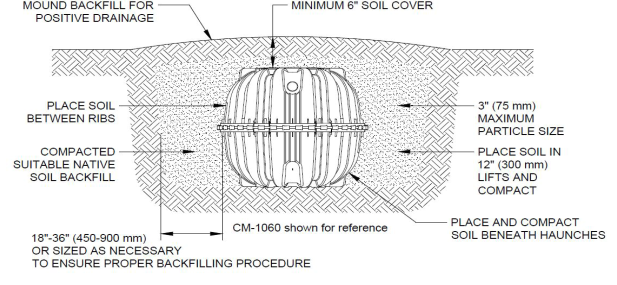 MOUND BACKFILL FOR
POSITIVE DRAINAGE
MINIMUM 6" SOIL COVER
PLACE SOIL
BETWEEN RIBS
3" (75 mm)
MAXIMUM
PARTICLE SIZE
COMPACTED
SUITABLE NATIVE
SOIL BACKFILL
PLACE SOIL IN
12" (300 mm)
LIFTS AND
COMPACT
PLACE AND COMPACT
SOIL BENEATH HAUNCHES
CM-1060 shown for reference
18"-36" (450-900 mm)
OR SIZED AS NECESSARY
TO ENSURE PROPER BACKFILLING PROCEDURE